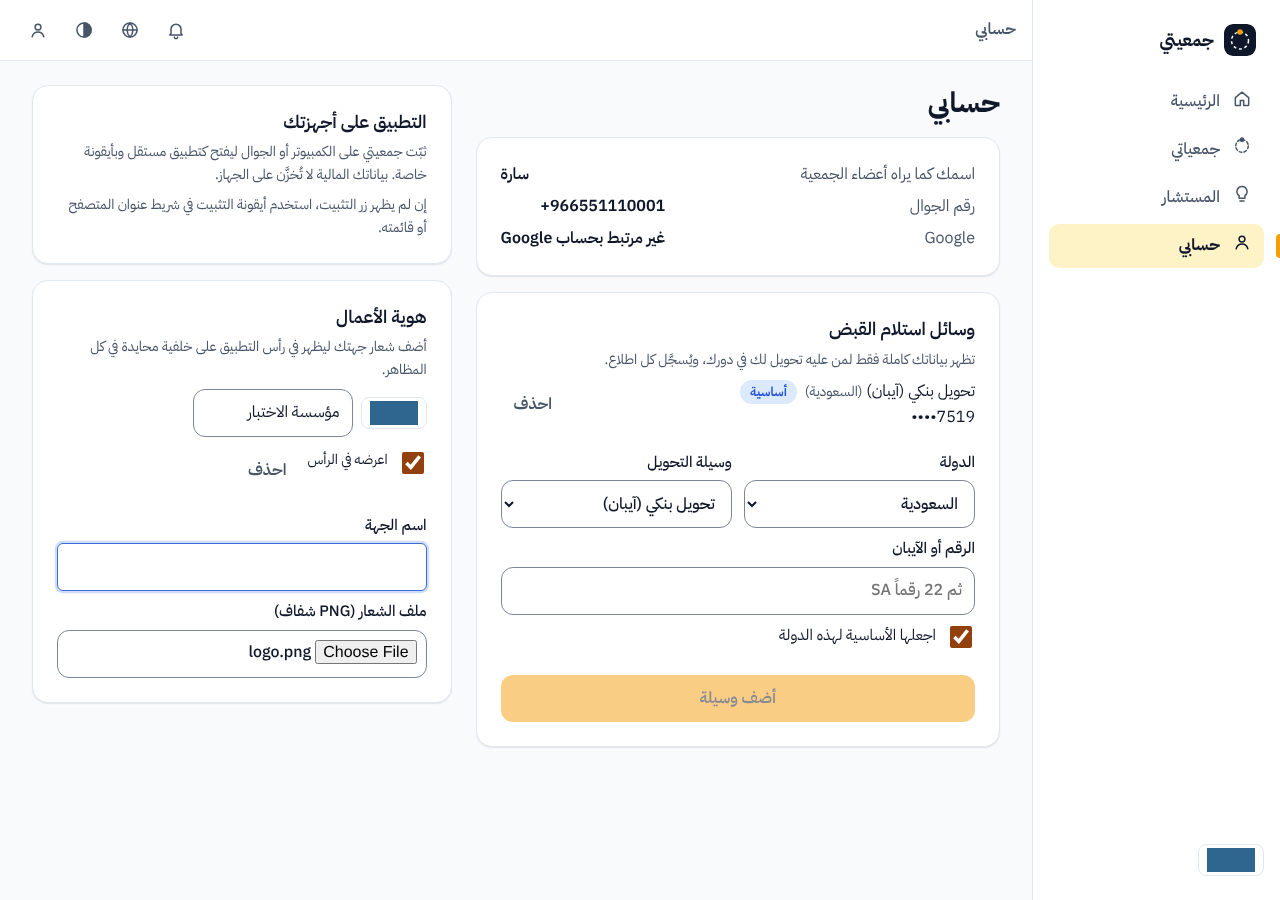 جمعيتي
الرئيسية
جمعياتي
المستشار
حسابي
حسابي
حسابي
اسمك كما يراه أعضاء الجمعية
سارة
رقم الجوال
+966551110001
Google
غير مرتبط بحساب Google
وسائل استلام القبض
تظهر بياناتك كاملة فقط لمن عليه تحويل لك في دورك، ويُسجَّل كل اطلاع.
تحويل بنكي (آيبان) (السعودية) أساسية
••••7519
احذف
الدولة
وسيلة التحويل
السعودية
تحويل بنكي (آيبان)
الرقم أو الآيبان
SA ثم 22 رقماً
اجعلها الأساسية لهذه الدولة
أضف وسيلة
التطبيق على أجهزتك
ثبّت جمعيتي على الكمبيوتر أو الجوال ليفتح كتطبيق مستقل وبأيقونة
خاصة. بياناتك المالية لا تُخزَّن على الجهاز.
إن لم يظهر زر التثبيت، استخدم أيقونة التثبيت في شريط عنوان المتصفح
أو قائمته.
هوية الأعمال
أضف شعار جهتك ليظهر في رأس التطبيق على خلفية محايدة في كل
المظاهر.
مؤسسة الاختبار
اعرضه في الرأس
احذف
اسم الجهة
ملف الشعار (PNG شفاف)
Choose File logo.png